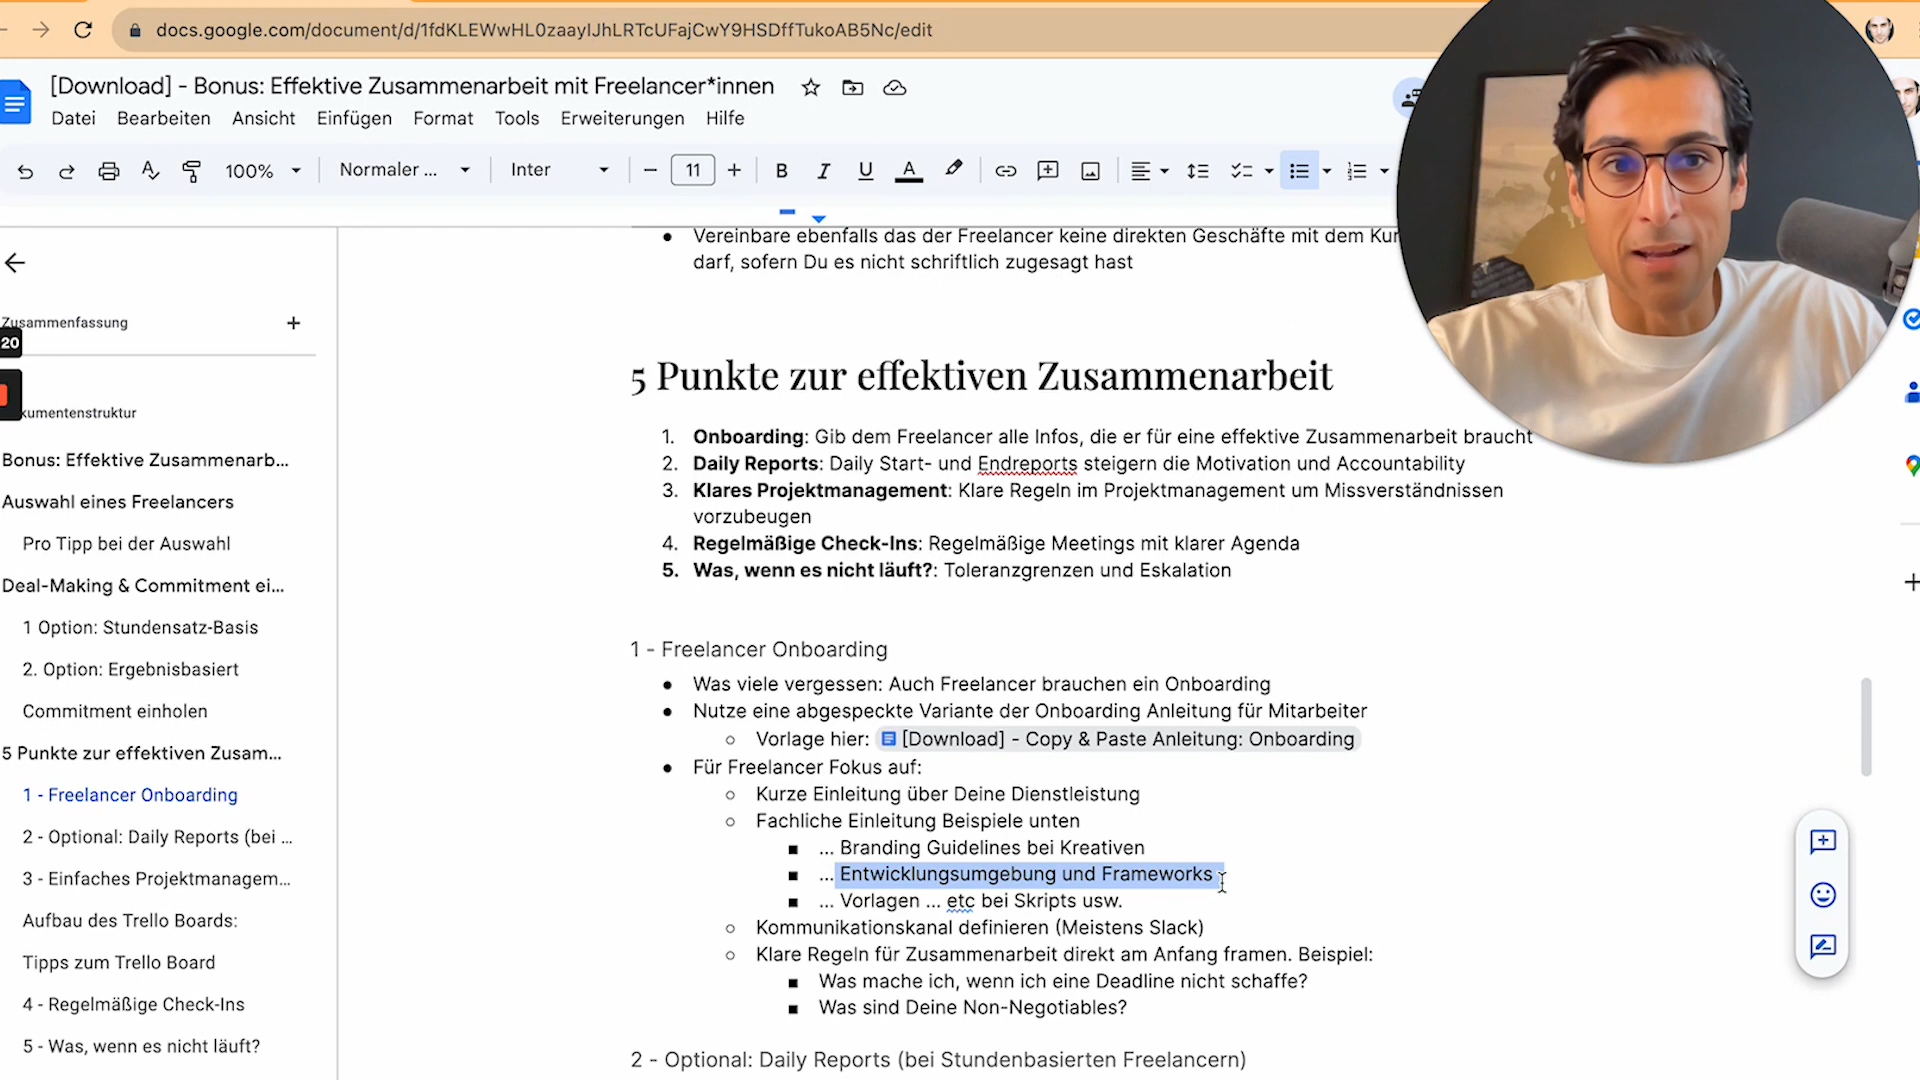 docs.google.com/document/d/1fdKLEWwHL0zaayIJhLRTcUFajCwY9HSDffTukoAB5Nc/edit
[Download] - Bonus: Effektive Zusammenarbeit mit Freelancer*innen
Datei Bearbeiten Ansicht Einfügen Format Tools Erweiterungen Hilfe
100% Normaler ... Inter 11 B I U A
Zusammenfassung
20
kumentenstruktur
Bonus: Effektive Zusammenarb...
Auswahl eines Freelancers
Pro Tipp bei der Auswahl
Deal-Making & Commitment ei...
1 Option: Stundensatz-Basis
2. Option: Ergebnisbasiert
Commitment einholen
5 Punkte zur effektiven Zusam...
1 - Freelancer Onboarding
2 - Optional: Daily Reports (bei ...
3 - Einfaches Projektmanagem...
Aufbau des Trello Boards:
Tipps zum Trello Board
4 - Regelmäßige Check-Ins
5 - Was, wenn es nicht läuft?
● Vereinbare ebenfalls das der Freelancer keine direkten Geschäfte mit dem Kun
darf, sofern Du es nicht schriftlich zugesagt hast
5 Punkte zur effektiven Zusammenarbeit
1. Onboarding: Gib dem Freelancer alle Infos, die er für eine effektive Zusammenarbeit braucht
2. Daily Reports: Daily Start- und Endreports steigern die Motivation und Accountability
3. Klares Projektmanagement: Klare Regeln im Projektmanagement um Missverständnissen
vorzubeugen
4. Regelmäßige Check-Ins: Regelmäßige Meetings mit klarer Agenda
5. Was, wenn es nicht läuft?: Toleranzgrenzen und Eskalation
1 - Freelancer Onboarding
● Was viele vergessen: Auch Freelancer brauchen ein Onboarding
● Nutze eine abgespeckte Variante der Onboarding Anleitung für Mitarbeiter
○ Vorlage hier: [Download] - Copy & Paste Anleitung: Onboarding
● Für Freelancer Fokus auf:
○ Kurze Einleitung über Deine Dienstleistung
○ Fachliche Einleitung Beispiele unten
■ ... Branding Guidelines bei Kreativen
■ ... Entwicklungsumgebung und Frameworks
■ ... Vorlagen ... etc bei Skripts usw.
○ Kommunikationskanal definieren (Meistens Slack)
○ Klare Regeln für Zusammenarbeit direkt am Anfang framen. Beispiel:
■ Was mache ich, wenn ich eine Deadline nicht schaffe?
■ Was sind Deine Non-Negotiables?
2 - Optional: Daily Reports (bei Stundenbasierten Freelancern)